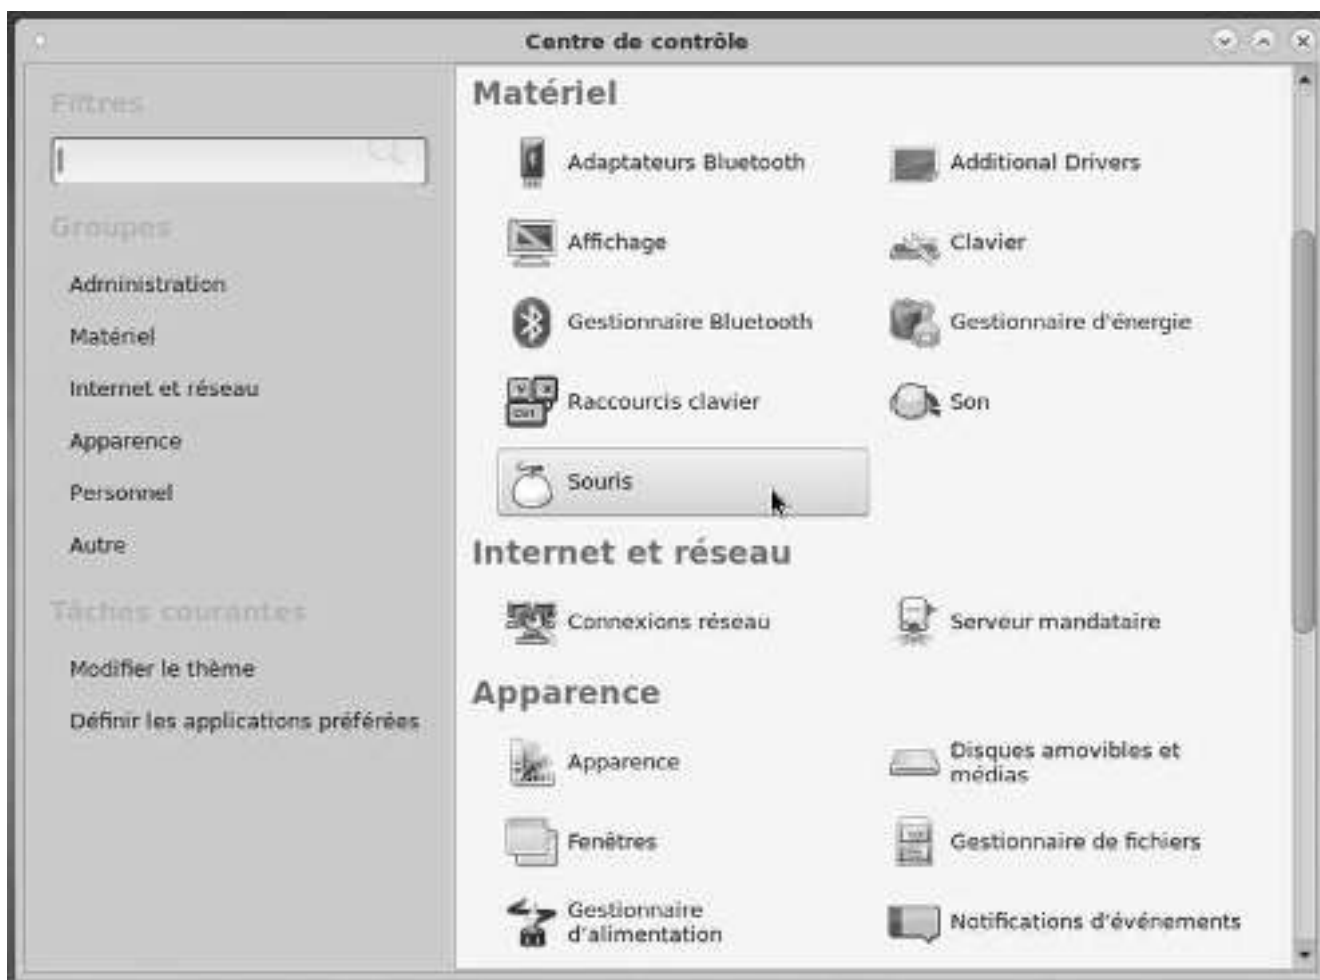 Centre de contrôle
Filtres
Groupes
Administration
Matériel
Internet et réseau
Apparence
Personnel
Autre
Tâches courantes
Modifier le thème
Définir les applications préférées
Matériel
Adaptateurs Bluetooth
Additional Drivers
Affichage
Clavier
Gestionnaire Bluetooth
Gestionnaire d'énergie
Raccourcis clavier
Son
Souris
Internet et réseau
Connexions réseau
Serveur mandataire
Apparence
Apparence
Disques amovibles et
médias
Fenêtres
Gestionnaire de fichiers
Gestionnaire
d'alimentation
Notifications d'événements